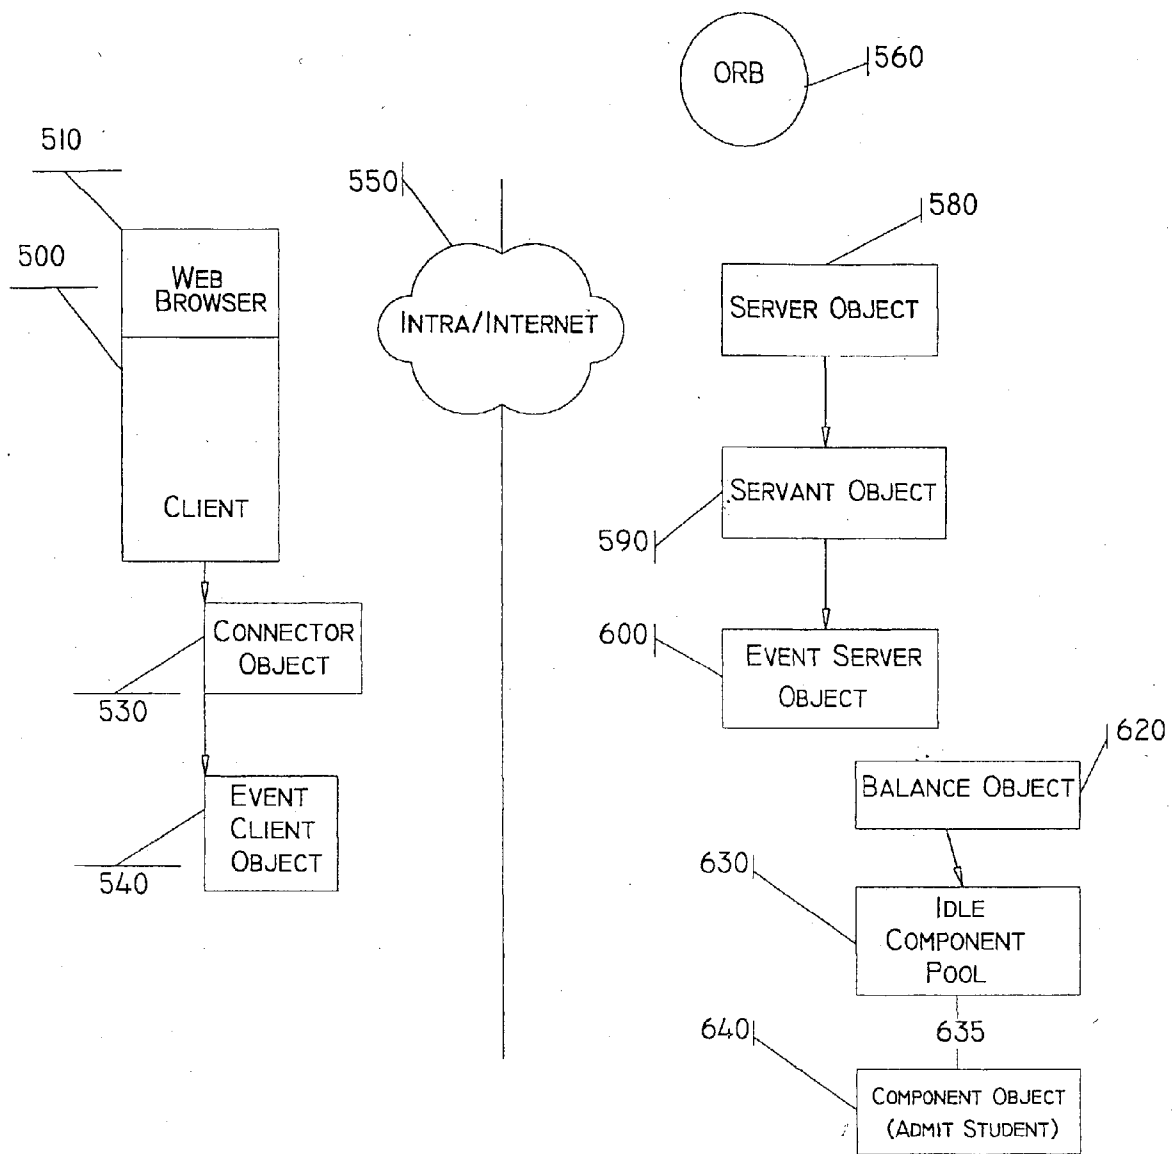 ORB
560
510
550
580
500
WEB
BROWSER
INTRA/INTERNET
SERVER OBJECT
CLIENT
SERVANT OBJECT
590
CONNECTOR
OBJECT
530
600
EVENT SERVER
OBJECT
620
BALANCE OBJECT
EVENT
CLIENT
OBJECT
540
630
IDLE
COMPONENT
POOL
635
640
COMPONENT OBJECT
(ADMIT STUDENT)